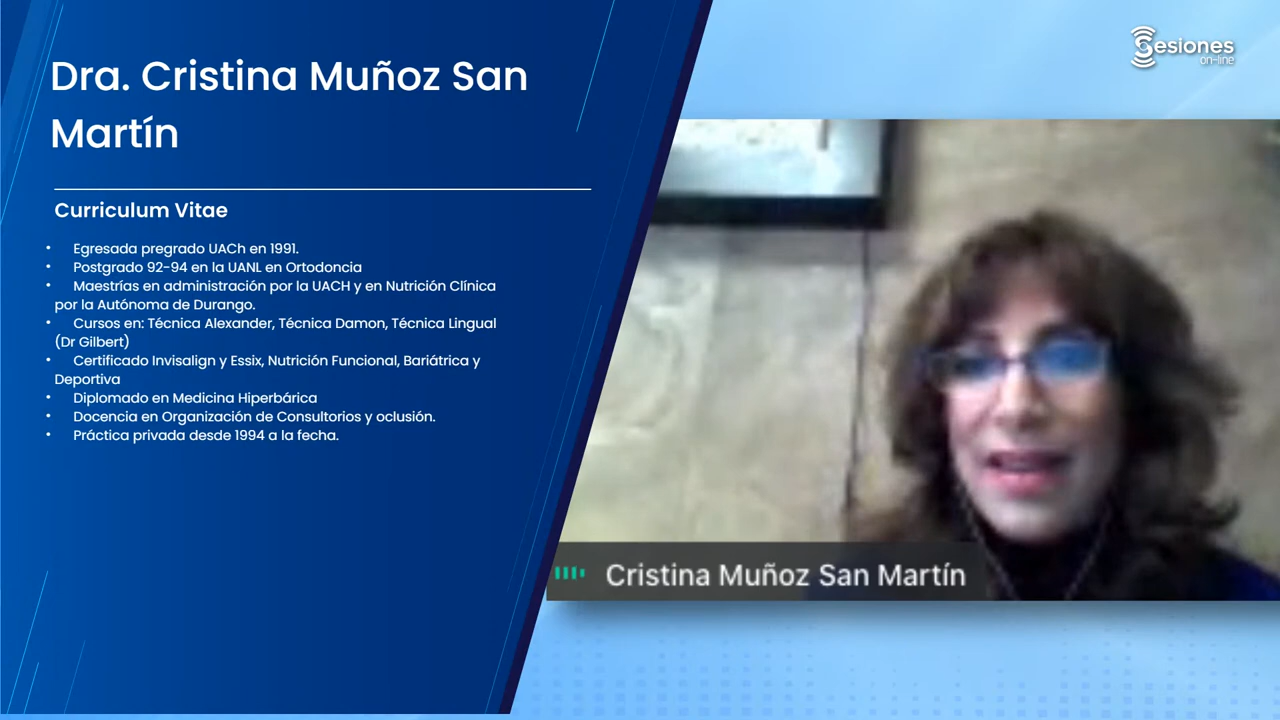 Dra. Cristina Muñoz San
Martín
Curriculum Vitae
• Egresada pregrado UACh en 1991.
• Postgrado 92-94 en la UANL en Ortodoncia
• Maestrías en administración por la UACH y en Nutrición Clínica
por la Autónoma de Durango.
• Cursos en: Técnica Alexander, Técnica Damon, Técnica Lingual
(Dr Gilbert)
• Certificado Invisalign y Essix, Nutrición Funcional, Bariátrica y
Deportiva
• Diplomado en Medicina Hiperbárica
• Docencia en Organización de Consultorios y oclusión.
• Práctica privada desde 1994 a la fecha.
Sesiones
on-line
Cristina Muñoz San Martín